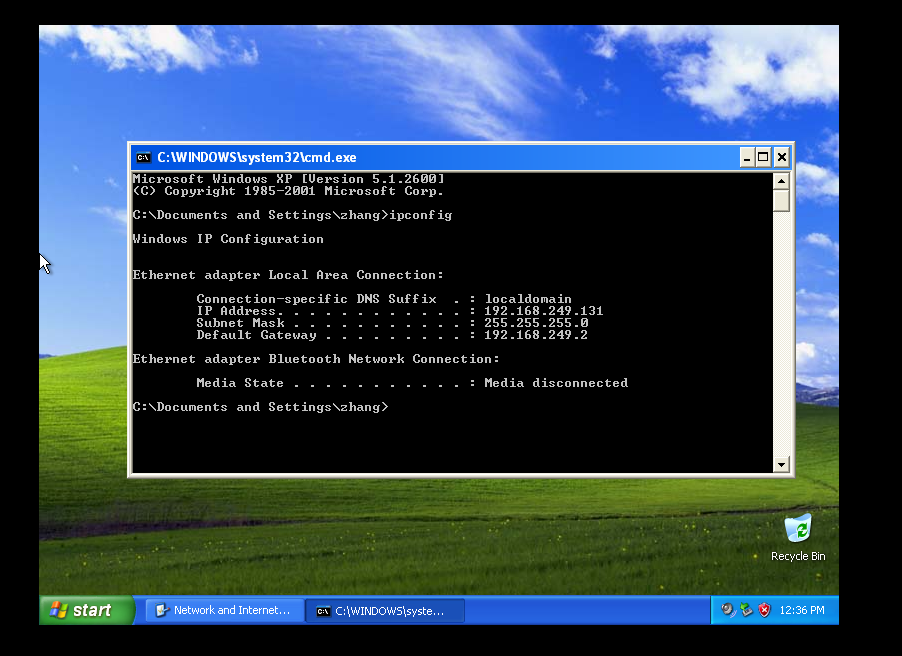 C:\WINDOWS\system32\cmd.exe
Microsoft Windows XP [Version 5.1.2600]
(C) Copyright 1985-2001 Microsoft Corp.
C:\Documents and Settings\zhang>ipconfig
Windows IP Configuration
Ethernet adapter Local Area Connection:
Connection-specific DNS Suffix  . : localdomain
IP Address. . . . . . . . . . . . : 192.168.249.131
Subnet Mask . . . . . . . . . . . : 255.255.255.0
Default Gateway . . . . . . . . . : 192.168.249.2
Ethernet adapter Bluetooth Network Connection:
Media State . . . . . . . . . . . : Media disconnected
C:\Documents and Settings\zhang>
Recycle Bin
start
Network and Internet...
C:\WINDOWS\syste...
12:36 PM